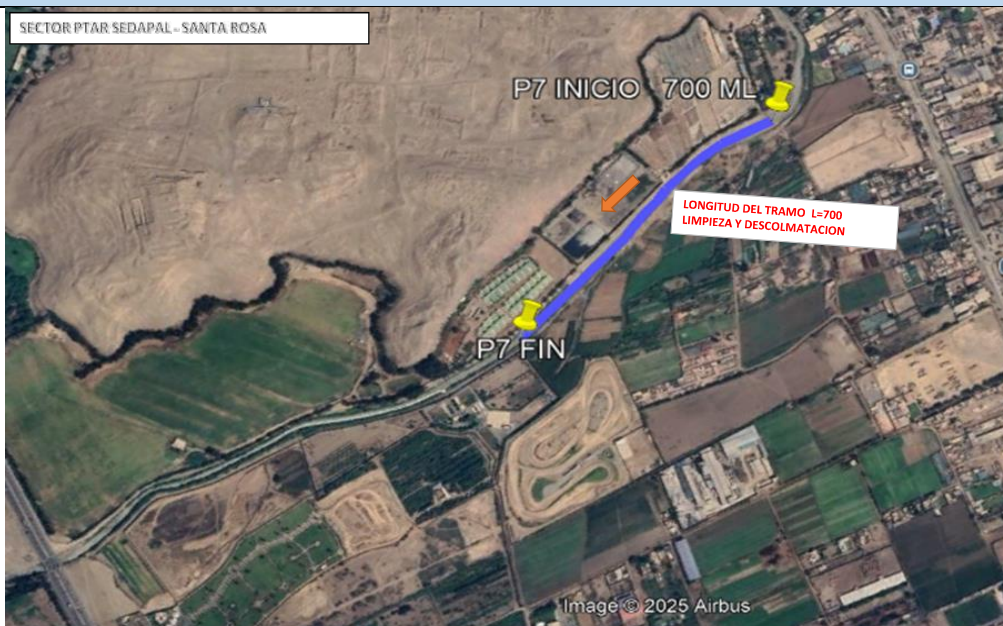 SECTOR PTAR SEDAPAL - SANTA ROSA
P7 INICIO 700 ML
LONGITUD DEL TRAMO L=700
LIMPIEZA Y DESCOLMATACION
P7 FIN
Image © 2025 Airbus